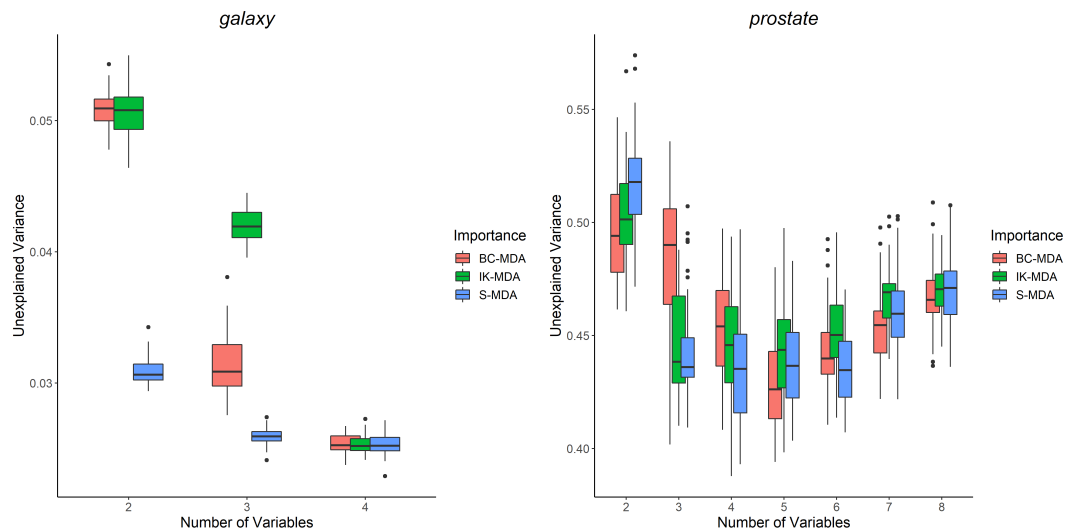 galaxy
Unexplained Variance
0.05
0.04
0.03
2 3 4
Number of Variables
Importance
BC-MDA
IK-MDA
S-MDA
prostate
Unexplained Variance
0.55
0.50
0.45
0.40
2 3 4 5 6 7 8
Number of Variables
Importance
BC-MDA
IK-MDA
S-MDA